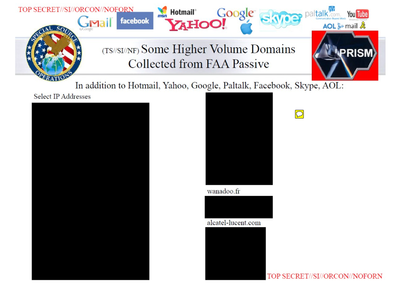 TOP SECRET//SI//ORCON//NOFORN
Gmail
facebook
msn
Hotmail
YAHOO!
Google
skype
paltalk
YouTube
AOL mail
SPECIAL SOURCE OPERATIONS
(TS//SI//NF) Some Higher Volume Domains
Collected from FAA Passive
PRISM
In addition to Hotmail, Yahoo, Google, Paltalk, Facebook, Skype, AOL:
Select IP Addresses
wanadoo.fr
alcatel-lucent.com
TOP SECRET//SI//ORCON//NOFORN